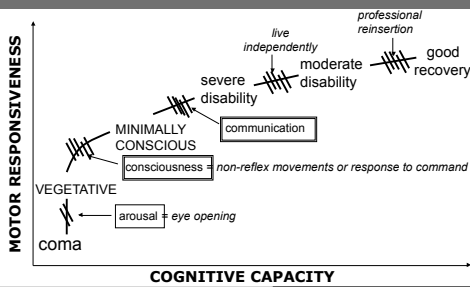 professional
reinsertion
live
independently
good
recovery
moderate
disability
severe
disability
communication
MINIMALLY
CONSCIOUS
consciousness = non-reflex movements or response to command
VEGETATIVE
arousal = eye opening
coma
MOTOR RESPONSIVENESS
COGNITIVE CAPACITY